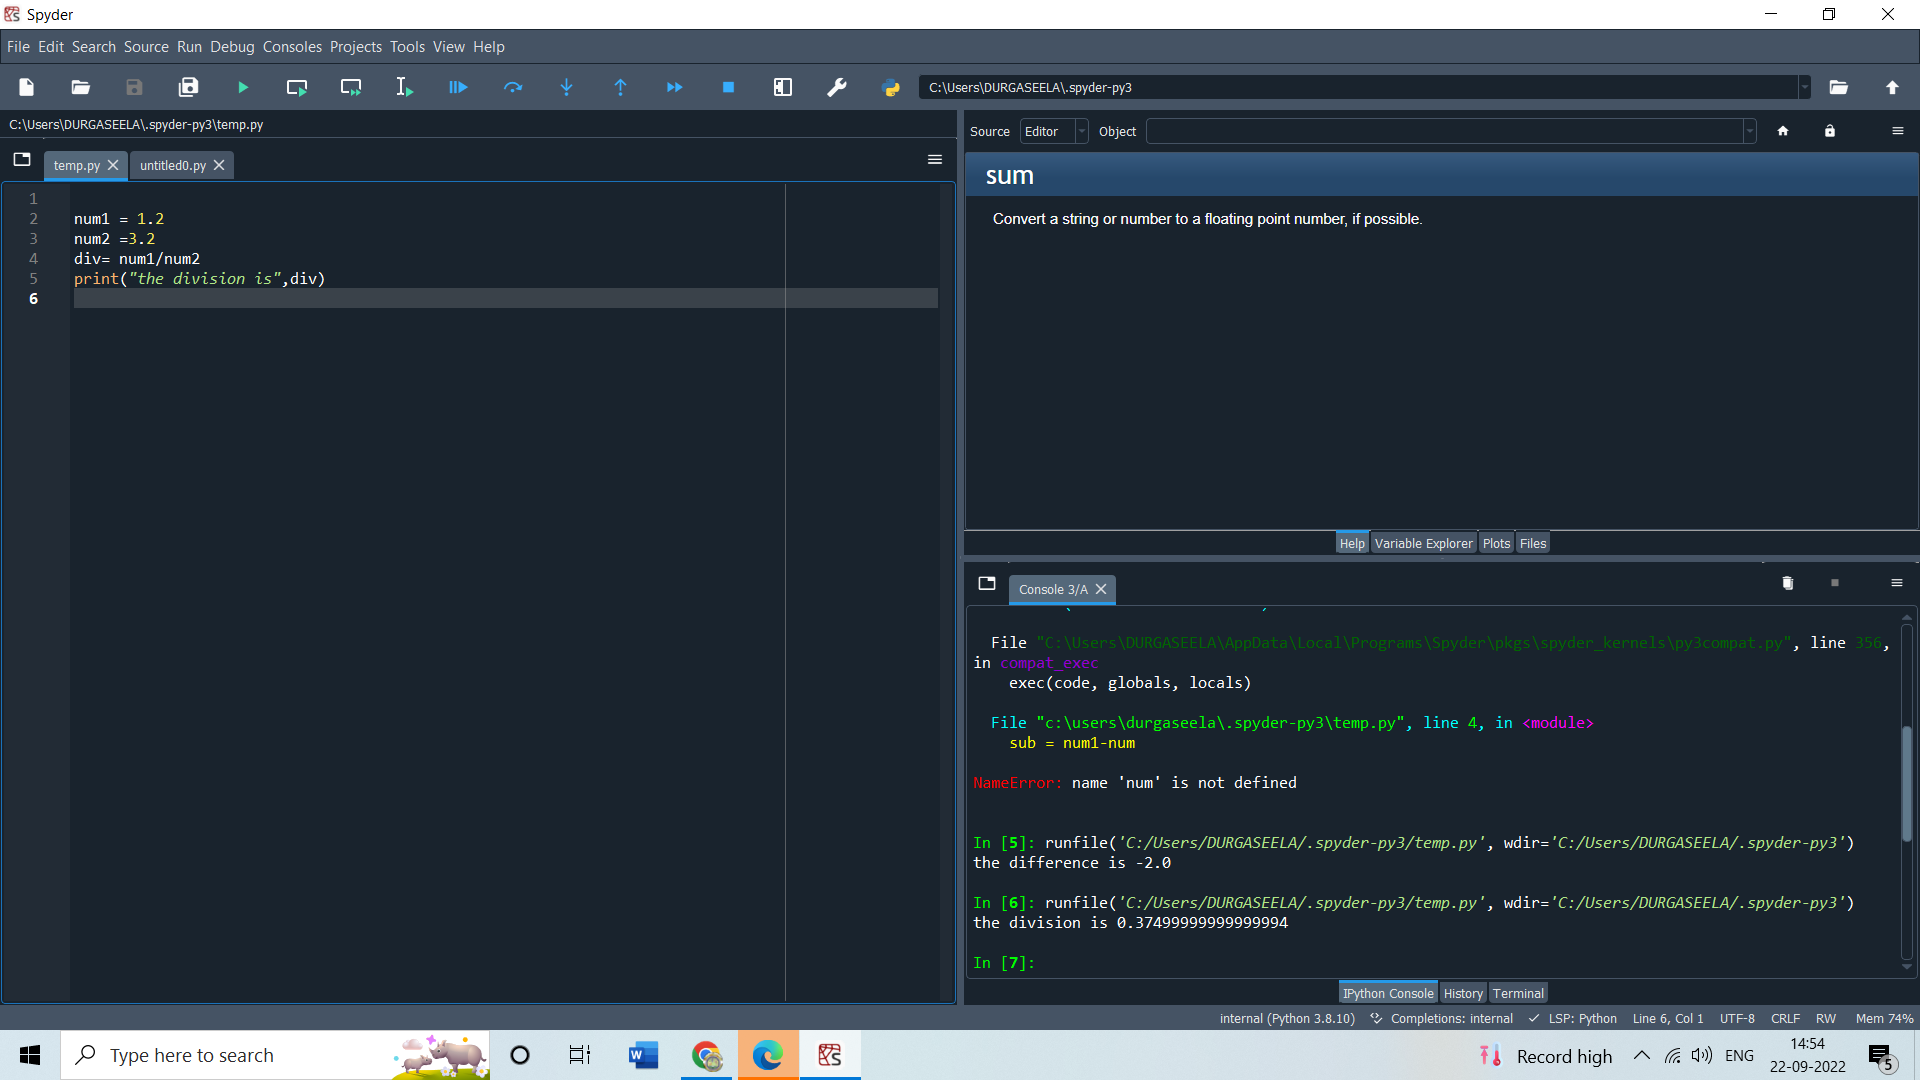 Spyder
File Edit Search Source Run Debug Consoles Projects Tools View Help
C:\Users\DURGASEELA\.spyder-py3
C:\Users\DURGASEELA\.spyder-py3\temp.py
temp.py
untitled0.py
1
2 num1 = 1.2
3 num2 =3.2
4 div= num1/num2
5 print("the division is",div)
6
Source Editor Object
sum
Convert a string or number to a floating point number, if possible.
Help Variable Explorer Plots Files
Console 3/A
File "C:\Users\DURGASEELA\AppData\Local\Programs\Spyder\pkgs\spyder_kernels\py3compat.py", line 356,
in compat_exec
exec(code, globals, locals)
File "c:\users\durgaseela\.spyder-py3\temp.py", line 4, in <module>
sub = num1-num
NameError: name 'num' is not defined
In [5]: runfile('C:/Users/DURGASEELA/.spyder-py3/temp.py', wdir='C:/Users/DURGASEELA/.spyder-py3')
the difference is -2.0
In [6]: runfile('C:/Users/DURGASEELA/.spyder-py3/temp.py', wdir='C:/Users/DURGASEELA/.spyder-py3')
the division is 0.37499999999999994
In [7]:
IPython Console History Terminal
internal (Python 3.8.10) Completions: internal LSP: Python Line 6, Col 1 UTF-8 CRLF RW Mem 74%
Type here to search
Record high
ENG
14:54
22-09-2022
5